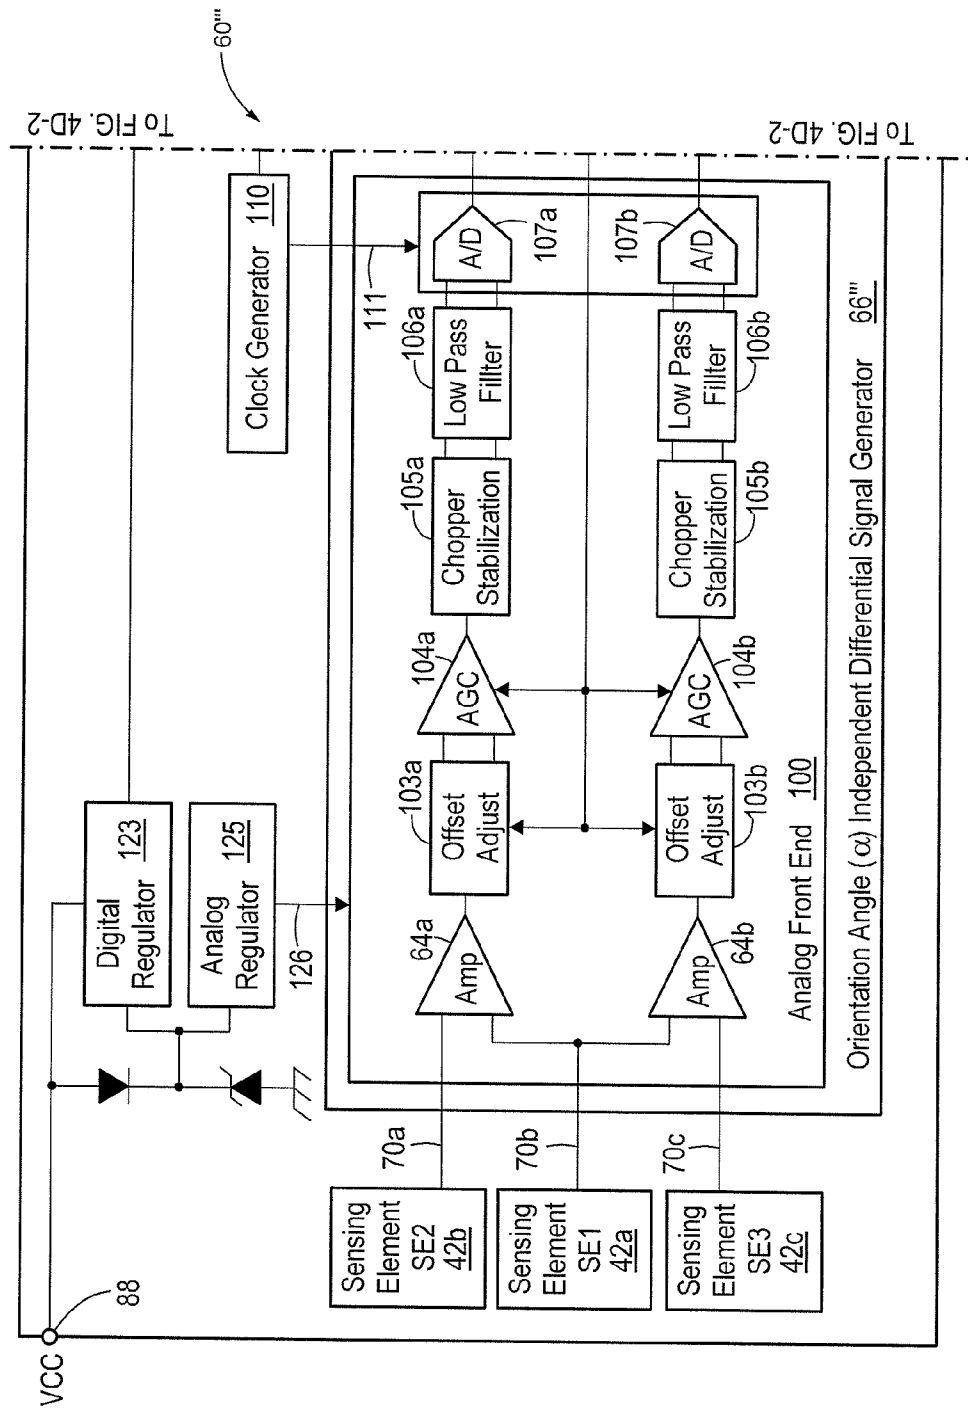 VCC
88
Digital
Regulator 123
Analog
Regulator 125
126
Clock Generator 110
111
60'''
To FIG. 4D-2
Sensing
Element
SE2
42b
70a
Sensing
Element
SE1
42a
70b
Sensing
Element
SE3
42c
70c
Amp
64a
Offset
Adjust
103a
AGC
104a
Chopper
Stabilization
105a
Low Pass
Fillter
106a
A/D
107a
Amp
64b
Offset
Adjust
103b
AGC
104b
Chopper
Stabilization
105b
Low Pass
Fillter
106b
A/D
107b
Analog Front End 100
Orientation Angle (α) Independent Differential Signal Generator 66'''
To FIG. 4D-2